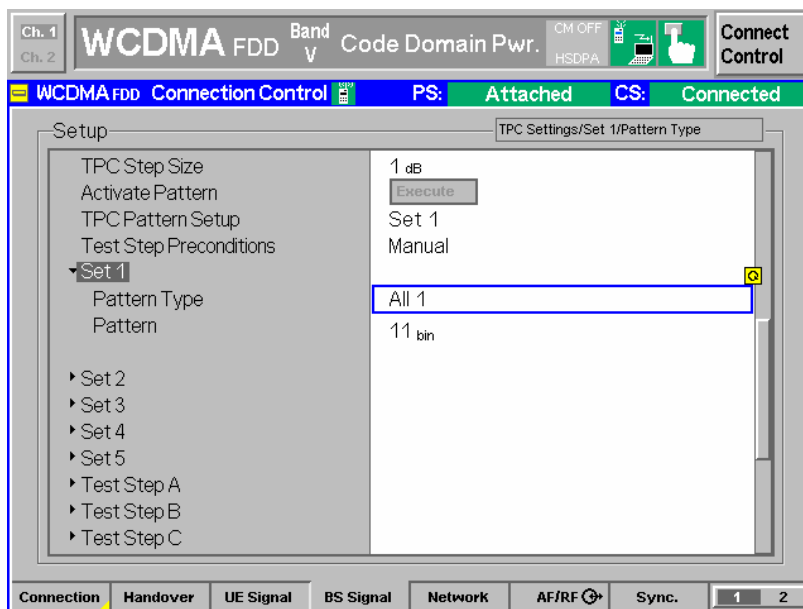 Ch. 1
Ch. 2
WCDMA FDD Band V Code Domain Pwr.
CM OFF
HSDPA
Connect Control
WCDMA FDD Connection Control PS: Attached CS: Connected
Setup
TPC Settings/Set 1/Pattern Type
TPC Step Size 1 dB
Activate Pattern Execute
TPC Pattern Setup Set 1
Test Step Preconditions Manual
Set 1
Pattern Type All 1
Pattern 11 bin
Set 2
Set 3
Set 4
Set 5
Test Step A
Test Step B
Test Step C
Connection Handover UE Signal BS Signal Network AF/RF Sync. 1 2